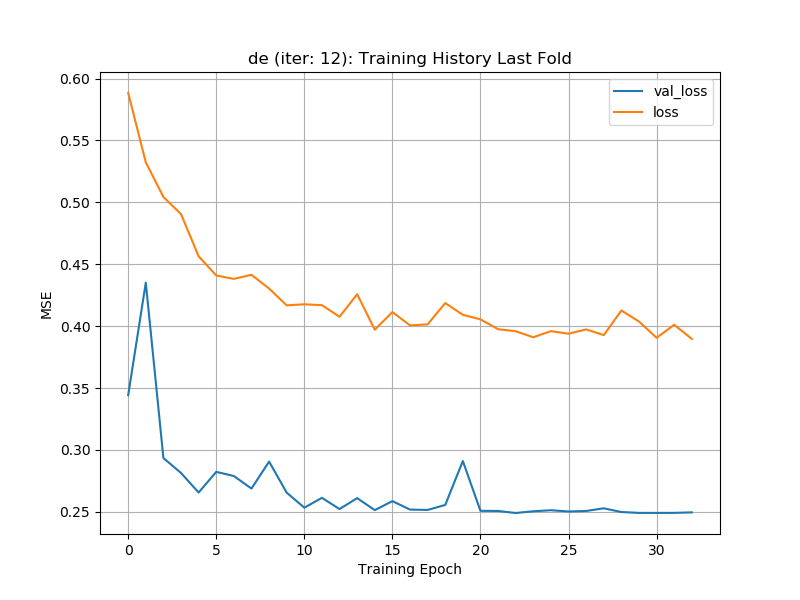 de (iter: 12): Training History Last Fold
val_loss
loss
MSE
0.60
0.55
0.50
0.45
0.40
0.35
0.30
0.25
0 5 10 15 20 25 30
Training Epoch